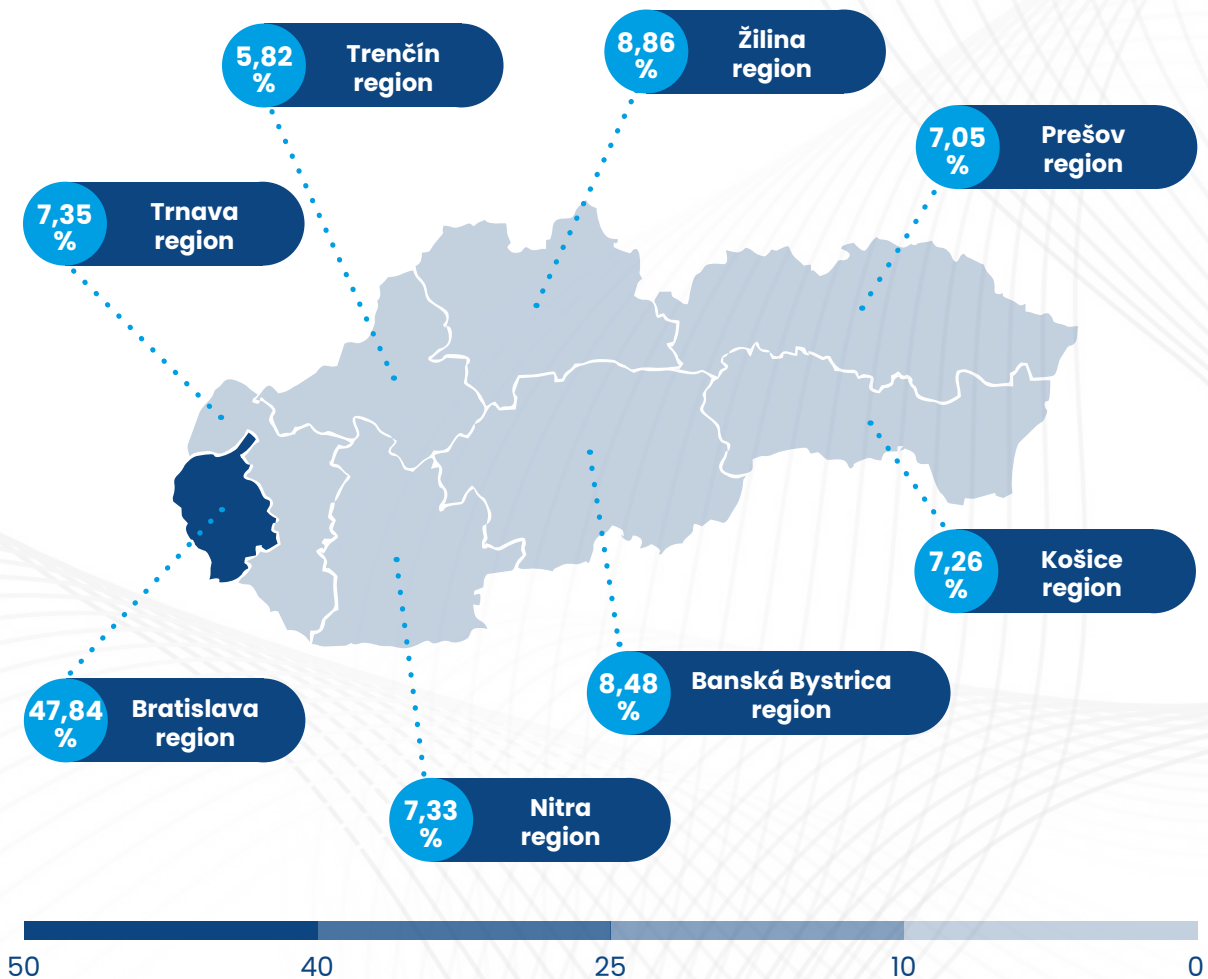 5,82
%
Trenčín
region
8,86
%
Žilina
region
7,05
%
Prešov
region
7,35
%
Trnava
region
7,26
%
Košice
region
8,48
%
Banská Bystrica
region
47,84
%
Bratislava
region
7,33
%
Nitra
region
50 40 25 10 0